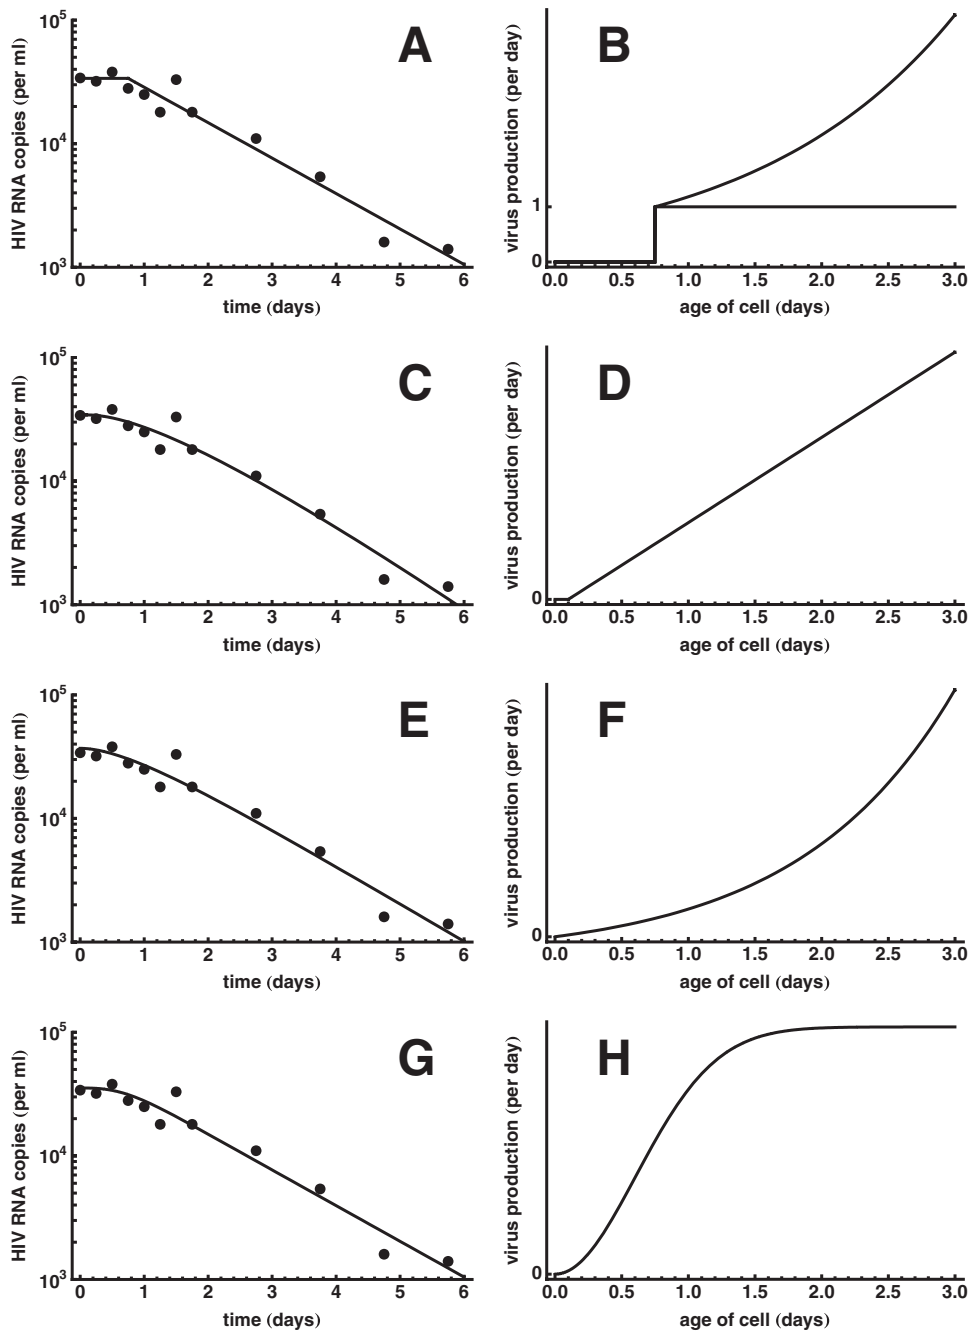 A
HIV RNA copies (per ml)
10^5
10^4
10^3
0 1 2 3 4 5 6
time (days)
B
virus production (per day)
1
0
0.0 0.5 1.0 1.5 2.0 2.5 3.0
age of cell (days)
C
HIV RNA copies (per ml)
10^5
10^4
10^3
0 1 2 3 4 5 6
time (days)
D
virus production (per day)
0
0.0 0.5 1.0 1.5 2.0 2.5 3.0
age of cell (days)
E
HIV RNA copies (per ml)
10^5
10^4
10^3
0 1 2 3 4 5 6
time (days)
F
virus production (per day)
0
0.0 0.5 1.0 1.5 2.0 2.5 3.0
age of cell (days)
G
HIV RNA copies (per ml)
10^5
10^4
10^3
0 1 2 3 4 5 6
time (days)
H
virus production (per day)
0
0.0 0.5 1.0 1.5 2.0 2.5 3.0
age of cell (days)